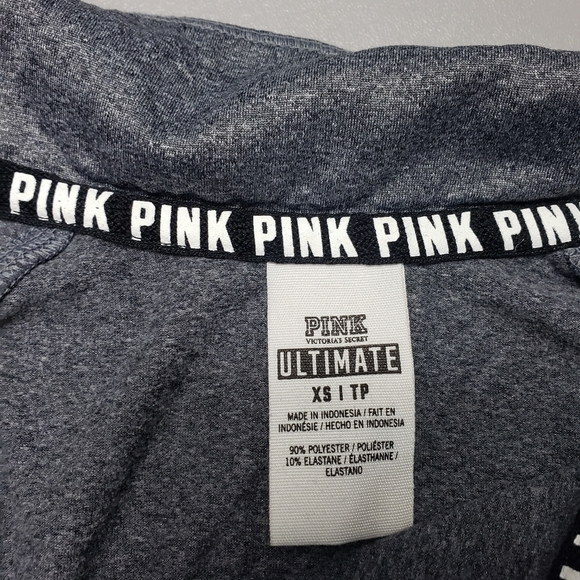 PINK PINK PINK PINK PINK
PINK
VICTORIA'S SECRET
ULTIMATE
XS | TP
MADE IN INDONESIA / FAIT EN
INDONÉSIE / HECHO EN INDONESIA
90% POLYESTER / POLIÉSTER
10% ELASTANE / ÉLASTHANNE /
ELASTANO